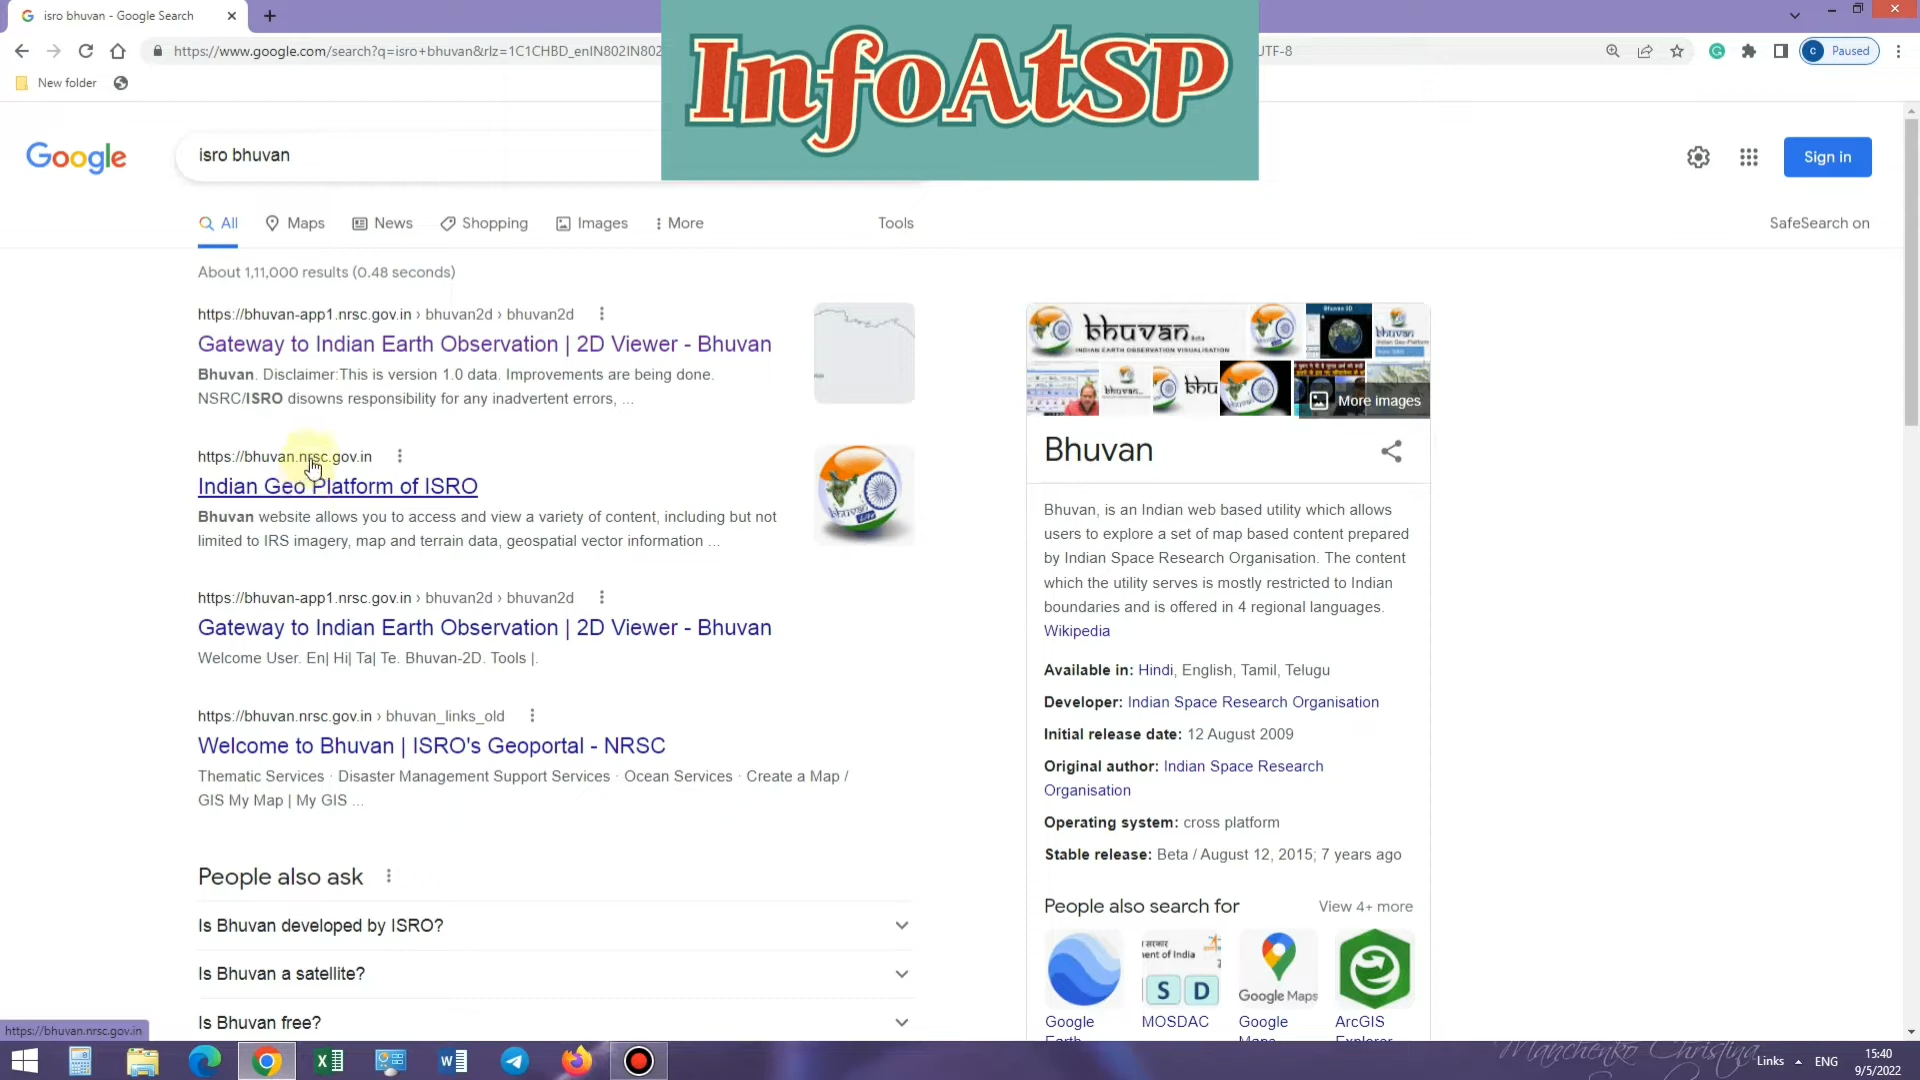 isro bhuvan - Google Search
InfoAtSP
https://www.google.com/search?q=isro+bhuvan&rlz=1C1CHBD_enIN802IN802
UTF-8
C Paused
New folder
Google
isro bhuvan
Sign in
All Maps News Shopping Images More Tools
SafeSearch on
About 1,11,000 results (0.48 seconds)
https://bhuvan-app1.nrsc.gov.in › bhuvan2d › bhuvan2d
Gateway to Indian Earth Observation | 2D Viewer - Bhuvan
Bhuvan. Disclaimer:This is version 1.0 data. Improvements are being done.
NSRC/ISRO disowns responsibility for any inadvertent errors, ...
https://bhuvan.nrsc.gov.in
Indian Geo Platform of ISRO
Bhuvan website allows you to access and view a variety of content, including but not
limited to IRS imagery, map and terrain data, geospatial vector information ...
https://bhuvan-app1.nrsc.gov.in › bhuvan2d › bhuvan2d
Gateway to Indian Earth Observation | 2D Viewer - Bhuvan
Welcome User. En| Hi| Ta| Te. Bhuvan-2D. Tools |.
https://bhuvan.nrsc.gov.in › bhuvan_links_old
Welcome to Bhuvan | ISRO's Geoportal - NRSC
Thematic Services · Disaster Management Support Services · Ocean Services · Create a Map /
GIS My Map | My GIS ...
People also ask
Is Bhuvan developed by ISRO?
Is Bhuvan a satellite?
Is Bhuvan free?
bhuvan
INDIAN EARTH OBSERVATION VISUALISATION
More images
Bhuvan
Bhuvan, is an Indian web based utility which allows
users to explore a set of map based content prepared
by Indian Space Research Organisation. The content
which the utility serves is mostly restricted to Indian
boundaries and is offered in 4 regional languages.
Wikipedia
Available in: Hindi, English, Tamil, Telugu
Developer: Indian Space Research Organisation
Initial release date: 12 August 2009
Original author: Indian Space Research
Organisation
Operating system: cross platform
Stable release: Beta / August 12, 2015; 7 years ago
People also search for
View 4+ more
ment of India
S D
Google Maps
Google MOSDAC Google ArcGIS
Earth Maps Explorer
https://bhuvan.nrsc.gov.in
Manchenko Christina
Links ENG
15:40
9/5/2022